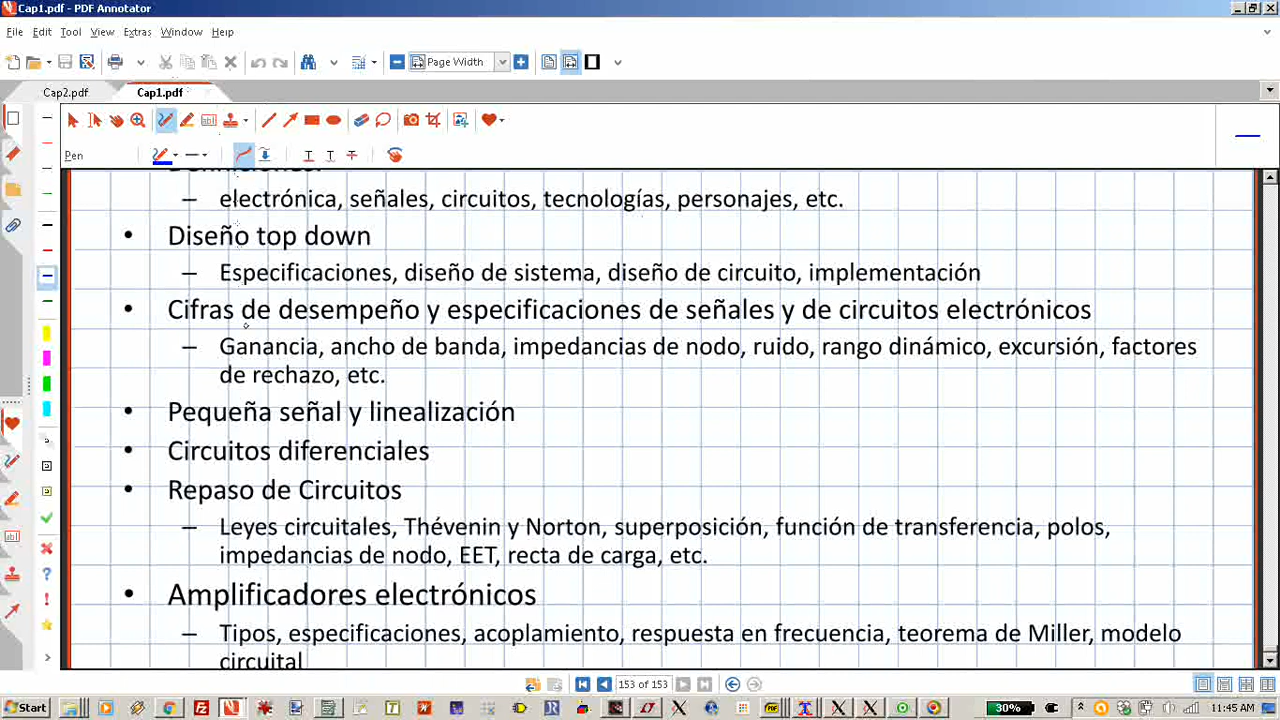 Cap1.pdf - PDF Annotator
File Edit Tool View Extras Window Help
Page Width
Cap2.pdf Cap1.pdf
Pen
Definiciones:
– electrónica, señales, circuitos, tecnologías, personajes, etc.
• Diseño top down
– Especificaciones, diseño de sistema, diseño de circuito, implementación
• Cifras de desempeño y especificaciones de señales y de circuitos electrónicos
– Ganancia, ancho de banda, impedancias de nodo, ruido, rango dinámico, excursión, factores
de rechazo, etc.
• Pequeña señal y linealización
• Circuitos diferenciales
• Repaso de Circuitos
– Leyes circuitales, Thévenin y Norton, superposición, función de transferencia, polos,
impedancias de nodo, EET, recta de carga, etc.
• Amplificadores electrónicos
– Tipos, especificaciones, acoplamiento, respuesta en frecuencia, teorema de Miller, modelo
circuital
153 of 153
Start 30% 11:45 AM